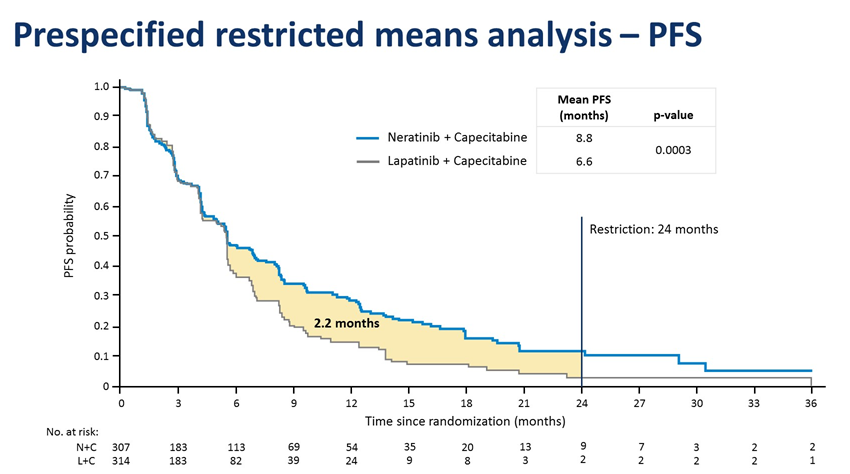 Prespecified restricted means analysis – PFS
Mean PFS
(months)
p-value
Neratinib + Capecitabine
8.8
0.0003
Lapatinib + Capecitabine
6.6
Restriction: 24 months
2.2 months
PFS probability
1.0
0.9
0.8
0.7
0.6
0.5
0.4
0.3
0.2
0.1
0
0 3 6 9 12 15 18 21 24 27 30 33 36
Time since randomization (months)
No. at risk:
N+C 307 183 113 69 54 35 20 13 9 7 3 2 2
L+C 314 183 82 39 24 9 8 3 2 2 2 2 1